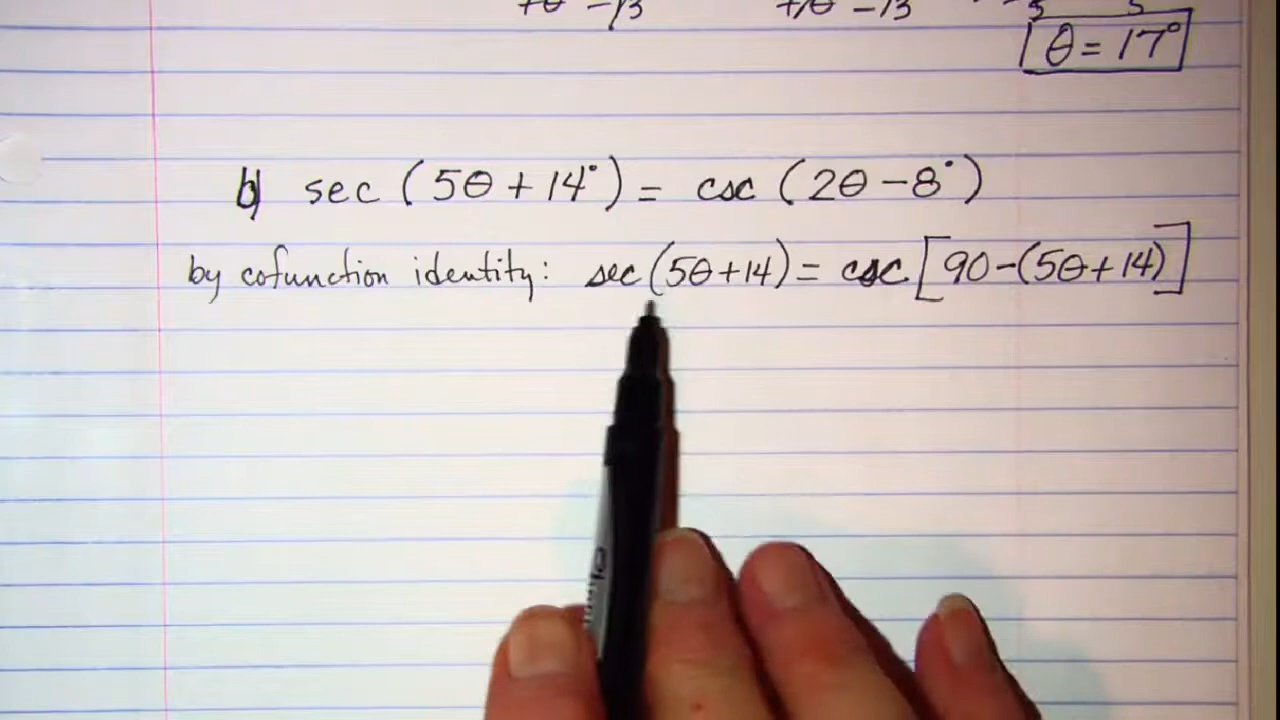 θ = 17°
b) sec (5θ + 14°) = csc (2θ − 8°)
by cofunction identity: sec (5θ + 14) = csc [90 − (5θ + 14)]